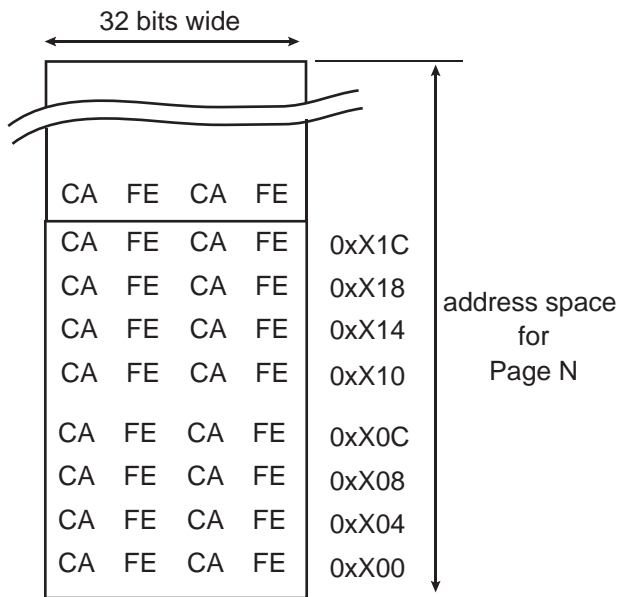 32 bits wide
CA FE CA FE
CA FE CA FE 0xX1C
CA FE CA FE 0xX18
CA FE CA FE 0xX14
CA FE CA FE 0xX10
CA FE CA FE 0xX0C
CA FE CA FE 0xX08
CA FE CA FE 0xX04
CA FE CA FE 0xX00
address space
for
Page N